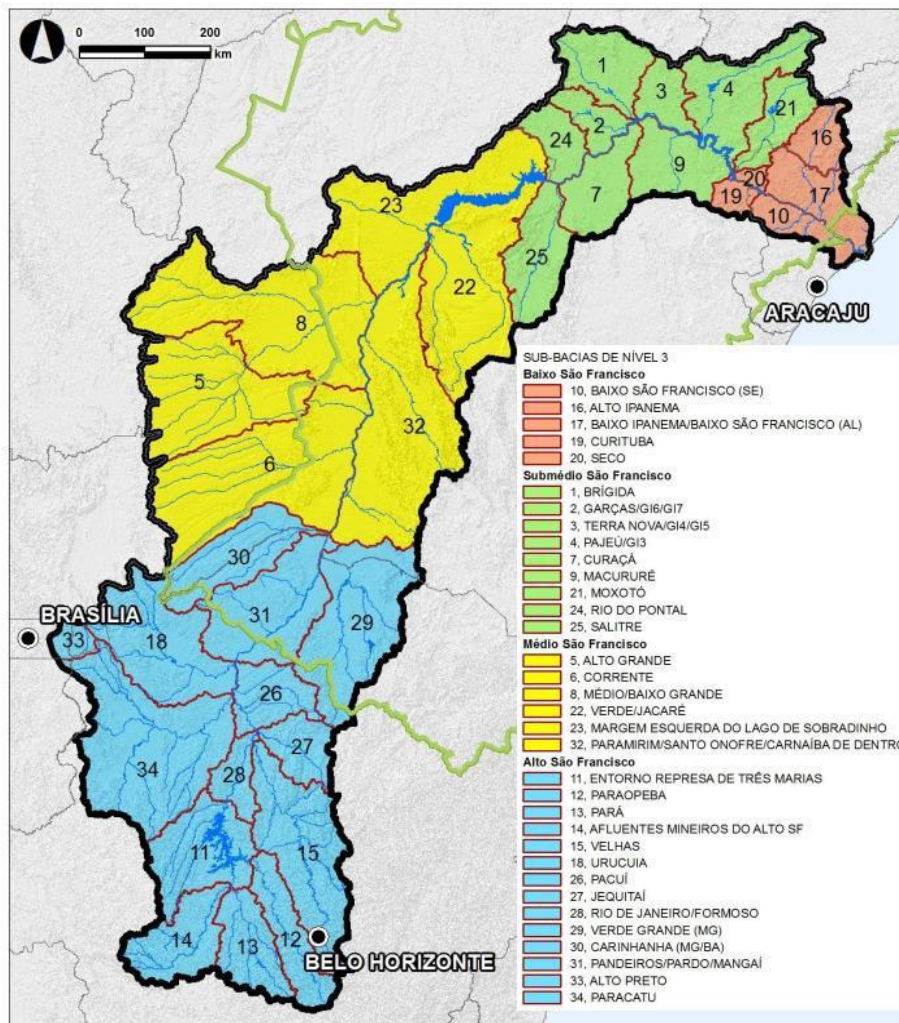 0 100 200
km
1
3
4
2
21
24
16
9
20
7
19
17
23
10
25
22
ARACAJU
8
5
32
6
30
BRASÍLIA
31
29
33
18
26
27
34
28
11
15
14
13
12
BELO HORIZONTE
SUB-BACIAS DE NÍVEL 3
Baixo São Francisco
10, BAIXO SÃO FRANCISCO (SE)
16, ALTO IPANEMA
17, BAIXO IPANEMA/BAIXO SÃO FRANCISCO (AL)
19, CURITUBA
20, SECO
Submédio São Francisco
1, BRÍGIDA
2, GARÇAS/GI6/GI7
3, TERRA NOVA/GI4/GI5
4, PAJEÚ/GI3
7, CURAÇÁ
9, MACURURÉ
21, MOXOTÓ
24, RIO DO PONTAL
25, SALITRE
Médio São Francisco
5, ALTO GRANDE
6, CORRENTE
8, MÉDIO/BAIXO GRANDE
22, VERDE/JACARÉ
23, MARGEM ESQUERDA DO LAGO DE SOBRADINHO
32, PARAMIRIM/SANTO ONOFRE/CARNAÍBA DE DENTRO
Alto São Francisco
11, ENTORNO REPRESA DE TRÊS MARIAS
12, PARAOPEBA
13, PARÁ
14, AFLUENTES MINEIROS DO ALTO SF
15, VELHAS
18, URUCUIA
26, PACUÍ
27, JEQUITAÍ
28, RIO DE JANEIRO/FORMOSO
29, VERDE GRANDE (MG)
30, CARINHANHA (MG/BA)
31, PANDEIROS/PARDO/MANGAÍ
33, ALTO PRETO
34, PARACATU